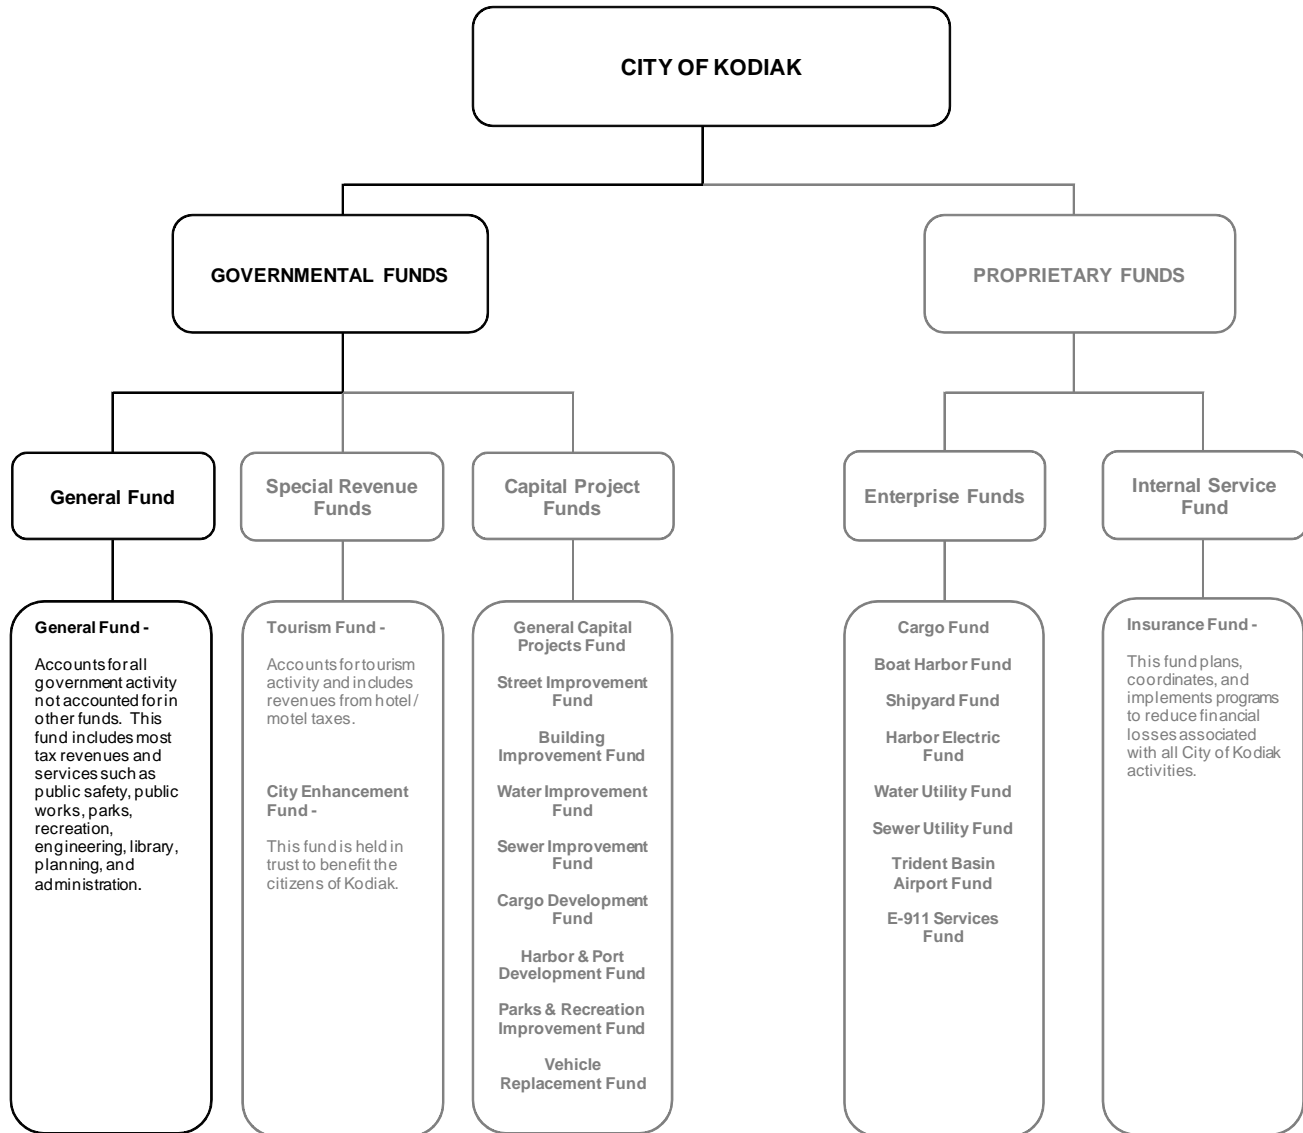 CITY OF KODIAK
GOVERNMENTAL FUNDS
PROPRIETARY FUNDS
General Fund
Special Revenue
Funds
Capital Project
Funds
Enterprise Funds
Internal Service
Fund
General Fund -
Accounts for all
government activity
not accounted for in
other funds. This
fund includes most
tax revenues and
services such as
public safety, public
works, parks,
recreation,
engineering, library,
planning, and
administration.
Tourism Fund -
Accounts for tourism
activity and includes
revenues from hotel/
motel taxes.
City Enhancement
Fund -
This fund is held in
trust to benefit the
citizens of Kodiak.
General Capital
Projects Fund
Street Improvement
Fund
Building
Improvement Fund
Water Improvement
Fund
Sewer Improvement
Fund
Cargo Development
Fund
Harbor & Port
Development Fund
Parks & Recreation
Improvement Fund
Vehicle
Replacement Fund
Cargo Fund
Boat Harbor Fund
Shipyard Fund
Harbor Electric
Fund
Water Utility Fund
Sewer Utility Fund
Trident Basin
Airport Fund
E-911 Services
Fund
Insurance Fund -
This fund plans,
coordinates, and
implements programs
to reduce financial
losses associated
with all City of Kodiak
activities.